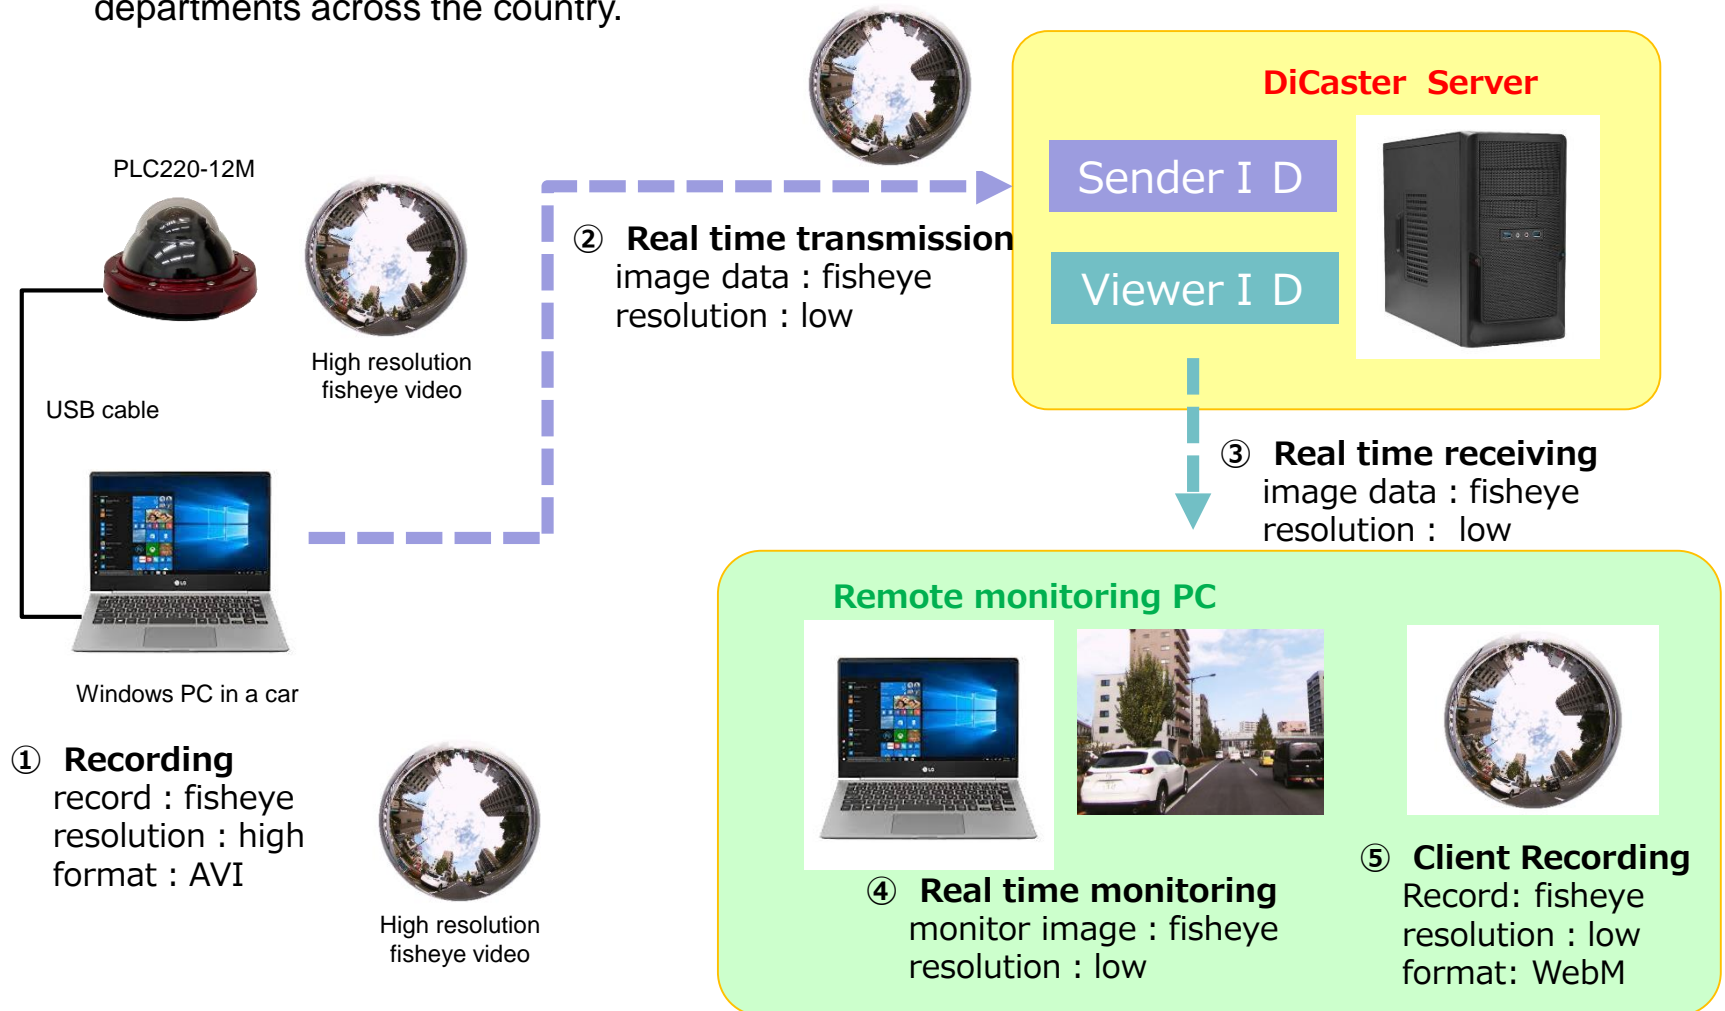 departments across the country.
DiCaster Server
Sender I D
Viewer I D
PLC220-12M
High resolution
fisheye video
USB cable
② Real time transmission
image data : fisheye
resolution : low
③ Real time receiving
image data : fisheye
resolution : low
Windows PC in a car
① Recording
record : fisheye
resolution : high
format : AVI
High resolution
fisheye video
Remote monitoring PC
④ Real time monitoring
monitor image : fisheye
resolution : low
⑤ Client Recording
Record: fisheye
resolution : low
format: WebM